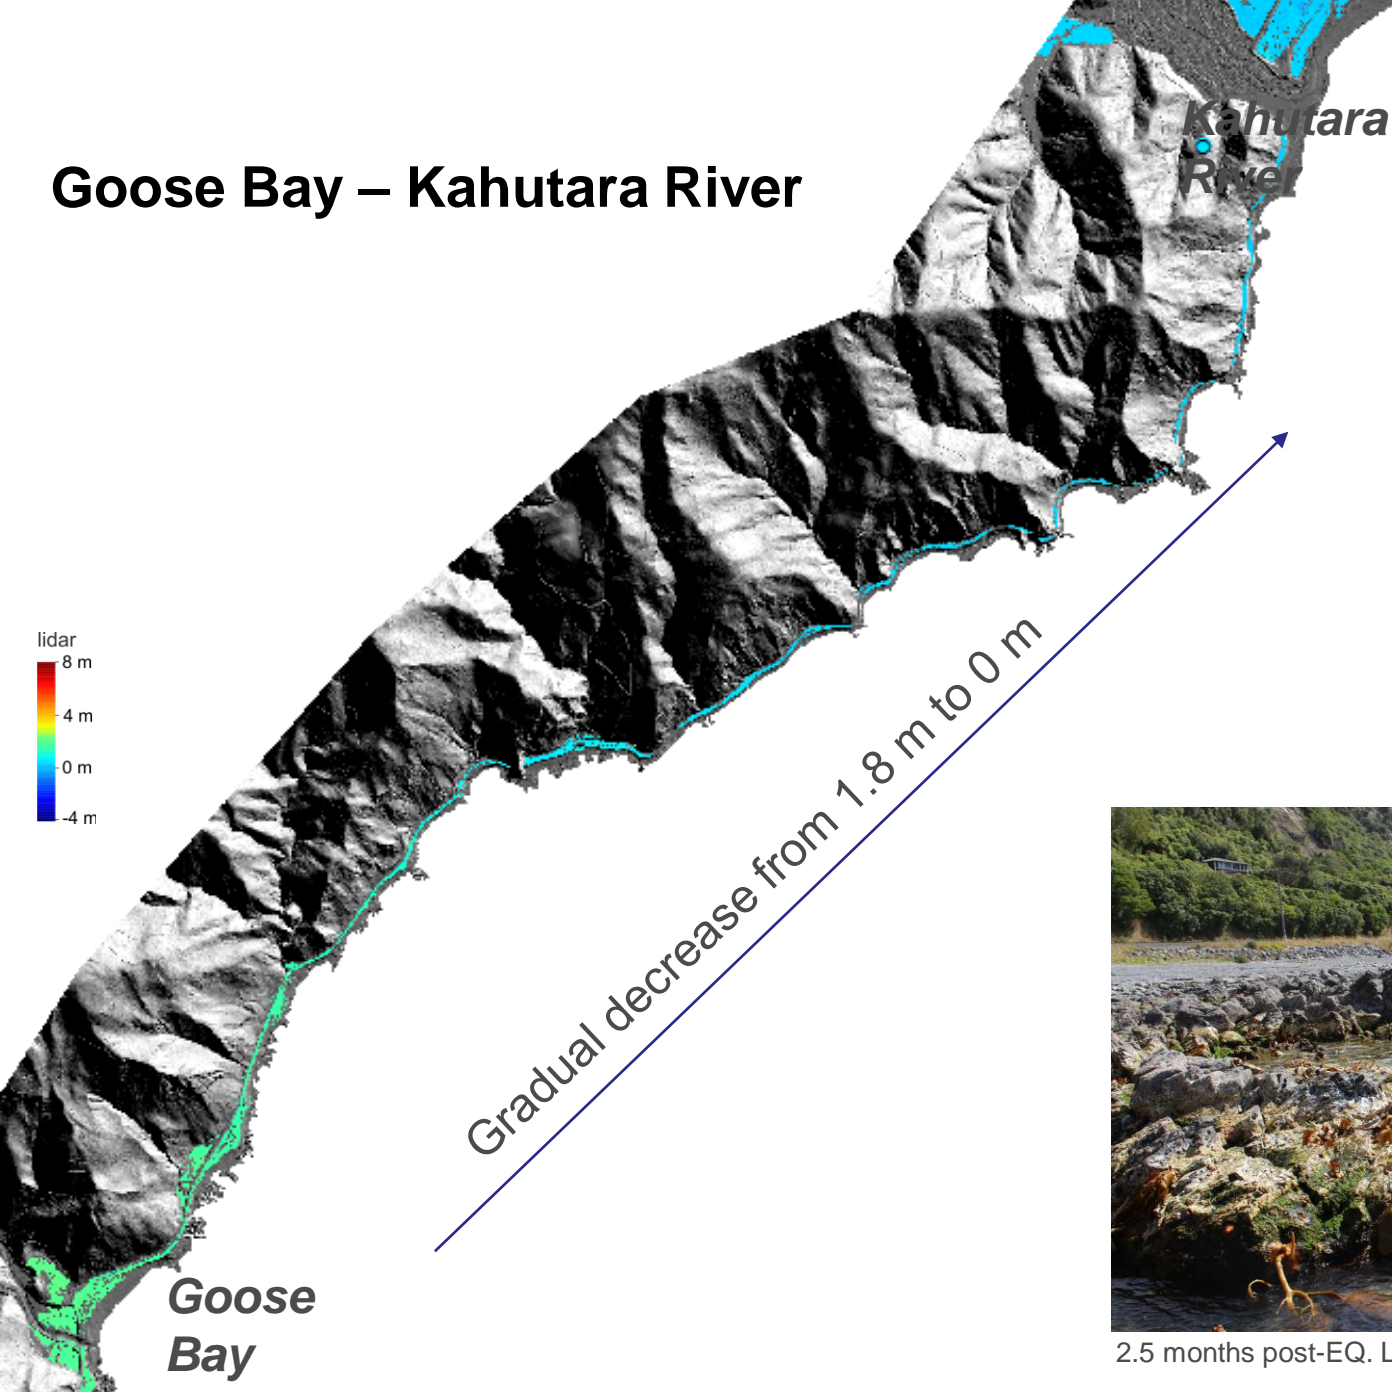 Kahutara
River
Goose Bay – Kahutara River
lidar
8 m
4 m
0 m
-4 m
Gradual decrease from 1.8 m to 0 m
Goose
Bay
2.5 months post-EQ. L